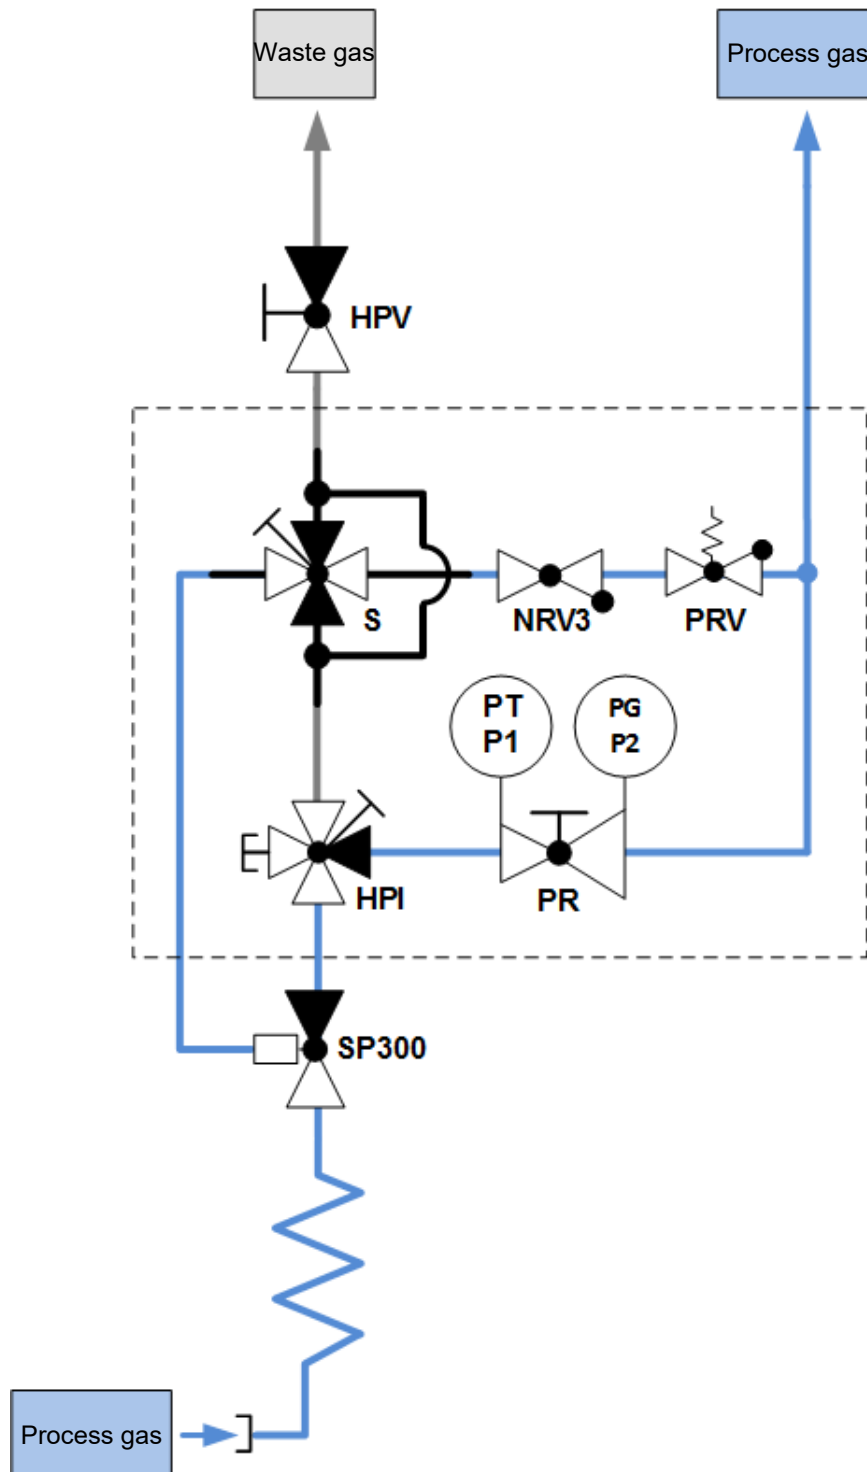 Waste gas
Process gas
HPV
S
NRV3
PRV
PT
P1
PG
P2
HPI
PR
SP300
Process gas